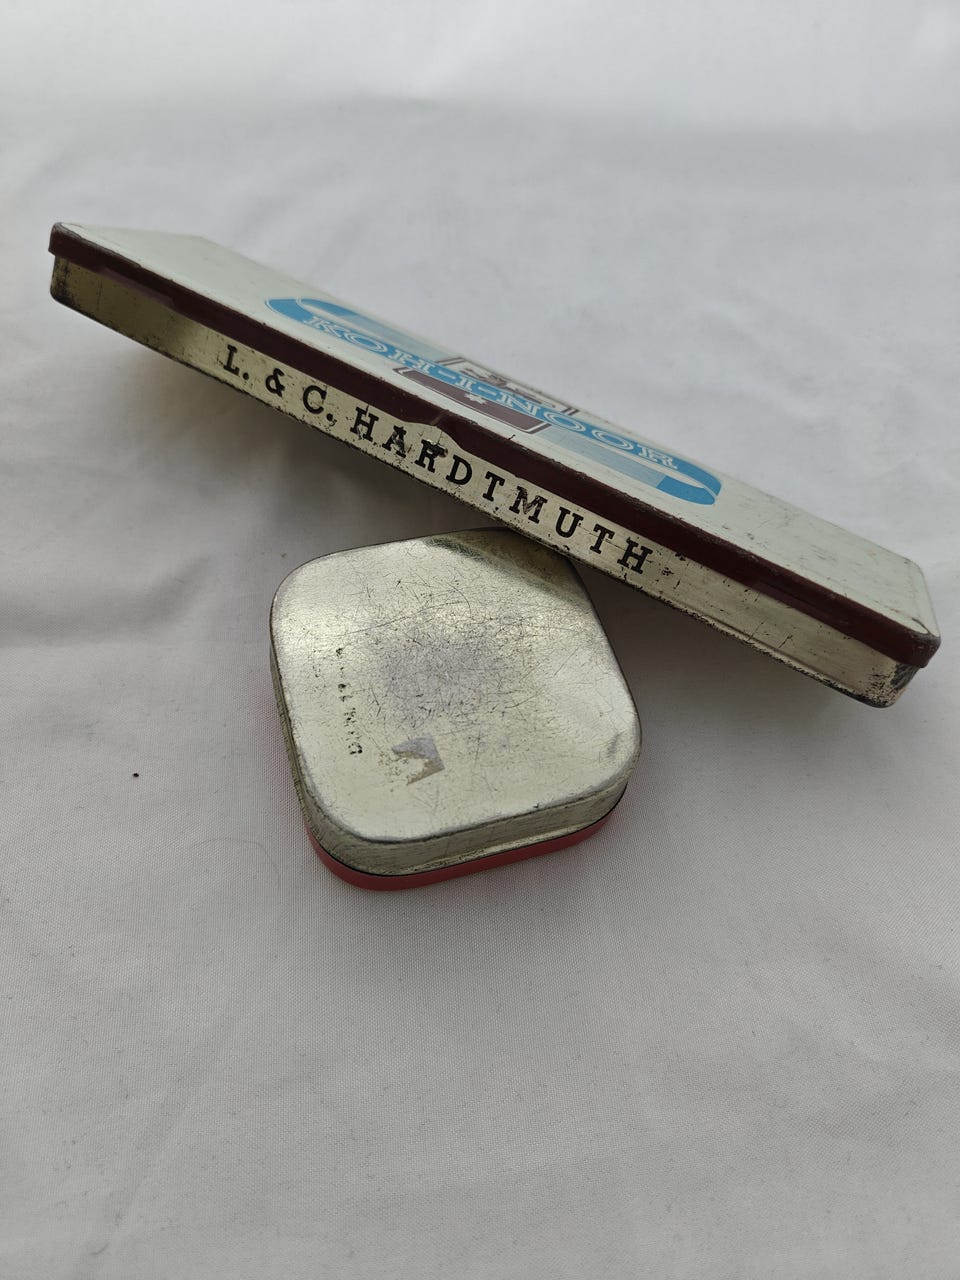 KOH-I-NOOR
L. & C. HARDTMUTH